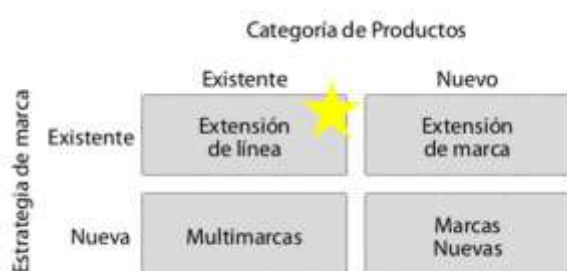 Categoría de Productos
Existente
Nuevo
Estrategia de marca
Existente
Extensión
de línea
Extensión
de marca
Nueva
Multimarcas
Marcas
Nuevas